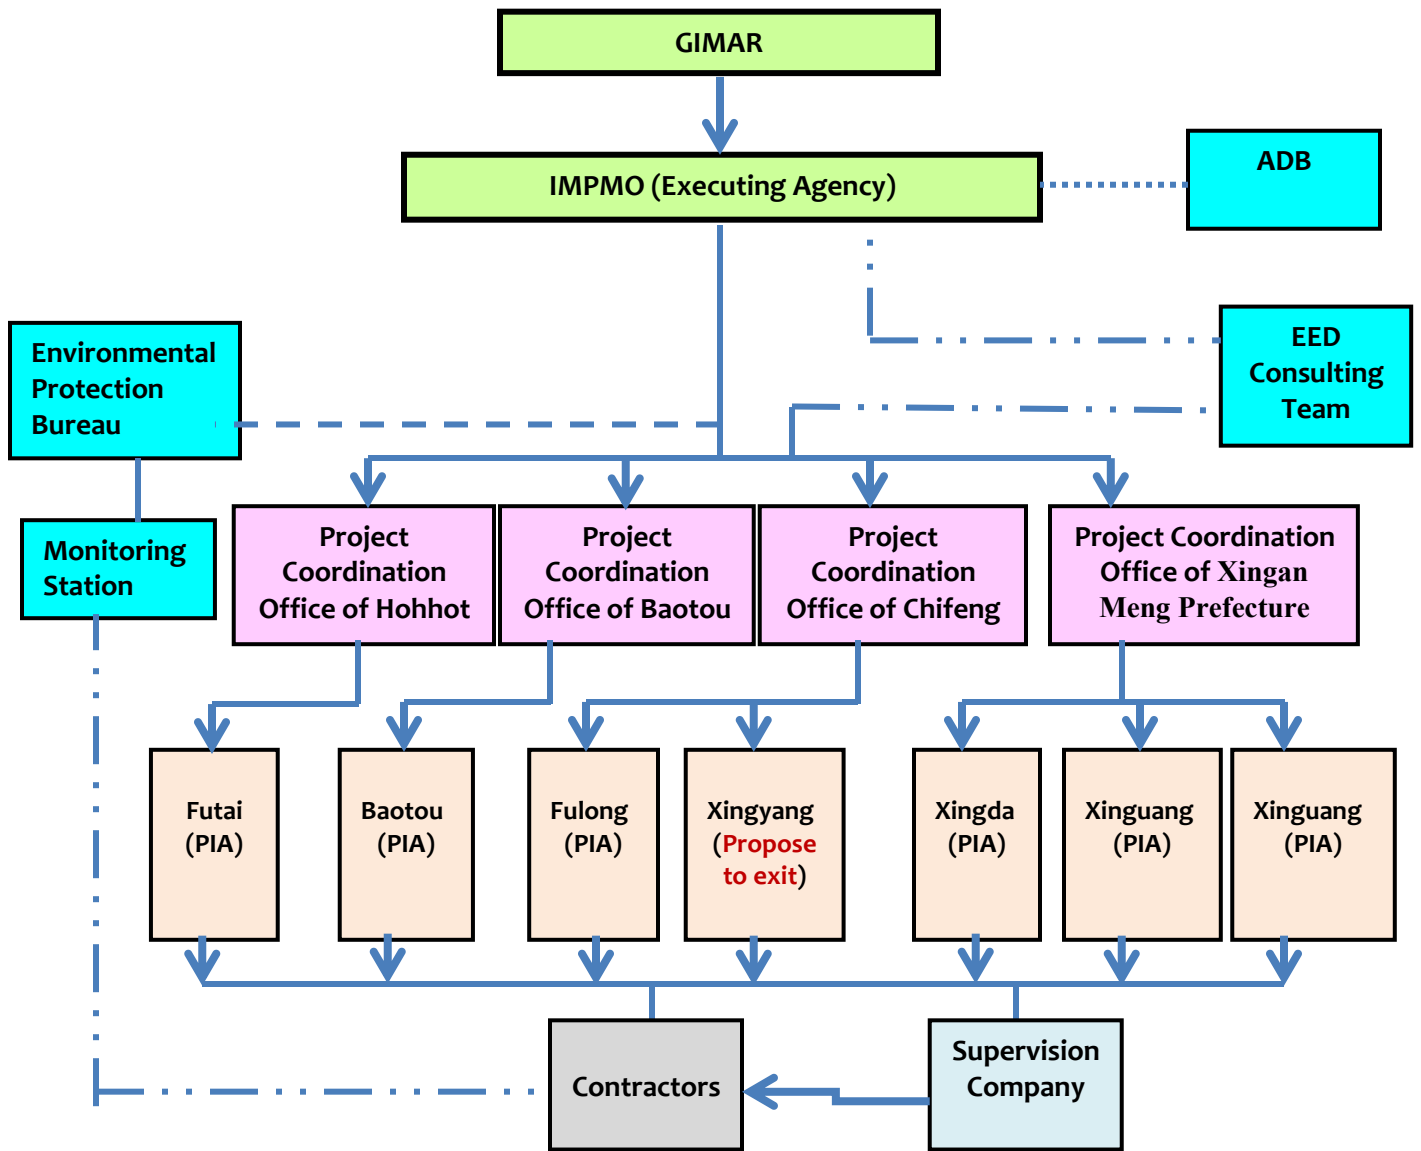 GIMAR
IMPMO (Executing Agency)
ADB
EED
Consulting
Team
Environmental
Protection
Bureau
Monitoring
Station
Project
Coordination
Office of Hohhot
Project
Coordination
Office of Baotou
Project
Coordination
Office of Chifeng
Project Coordination
Office of Xingan
Meng Prefecture
Futai
(PIA)
Baotou
(PIA)
Fulong
(PIA)
Xingyang
(Propose
to exit)
Xingda
(PIA)
Xinguang
(PIA)
Xinguang
(PIA)
Contractors
Supervision
Company